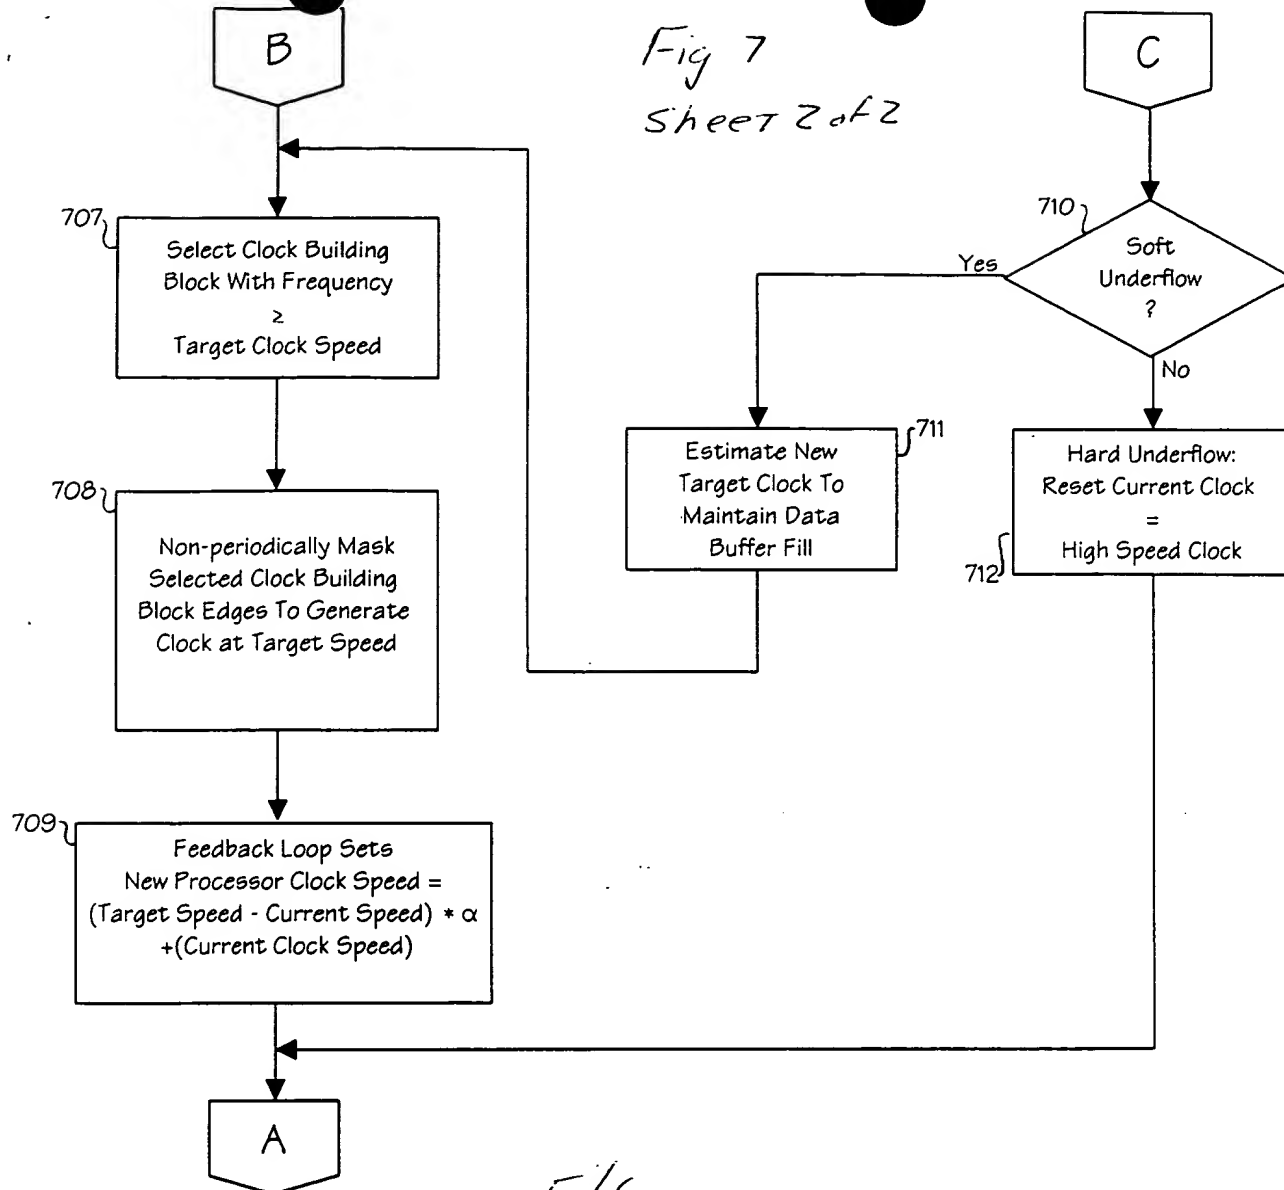 B
Fig 7
Sheet 2 of 2
C
707
Select Clock Building
Block With Frequency
≥
Target Clock Speed
710
Soft
Underflow
?
Yes
No
708
Non-periodically Mask
Selected Clock Building
Block Edges To Generate
Clock at Target Speed
711
Estimate New
Target Clock To
Maintain Data
Buffer Fill
Hard Underflow:
Reset Current Clock
=
High Speed Clock
712
709
Feedback Loop Sets
New Processor Clock Speed =
(Target Speed - Current Speed) * α
+(Current Clock Speed)
A